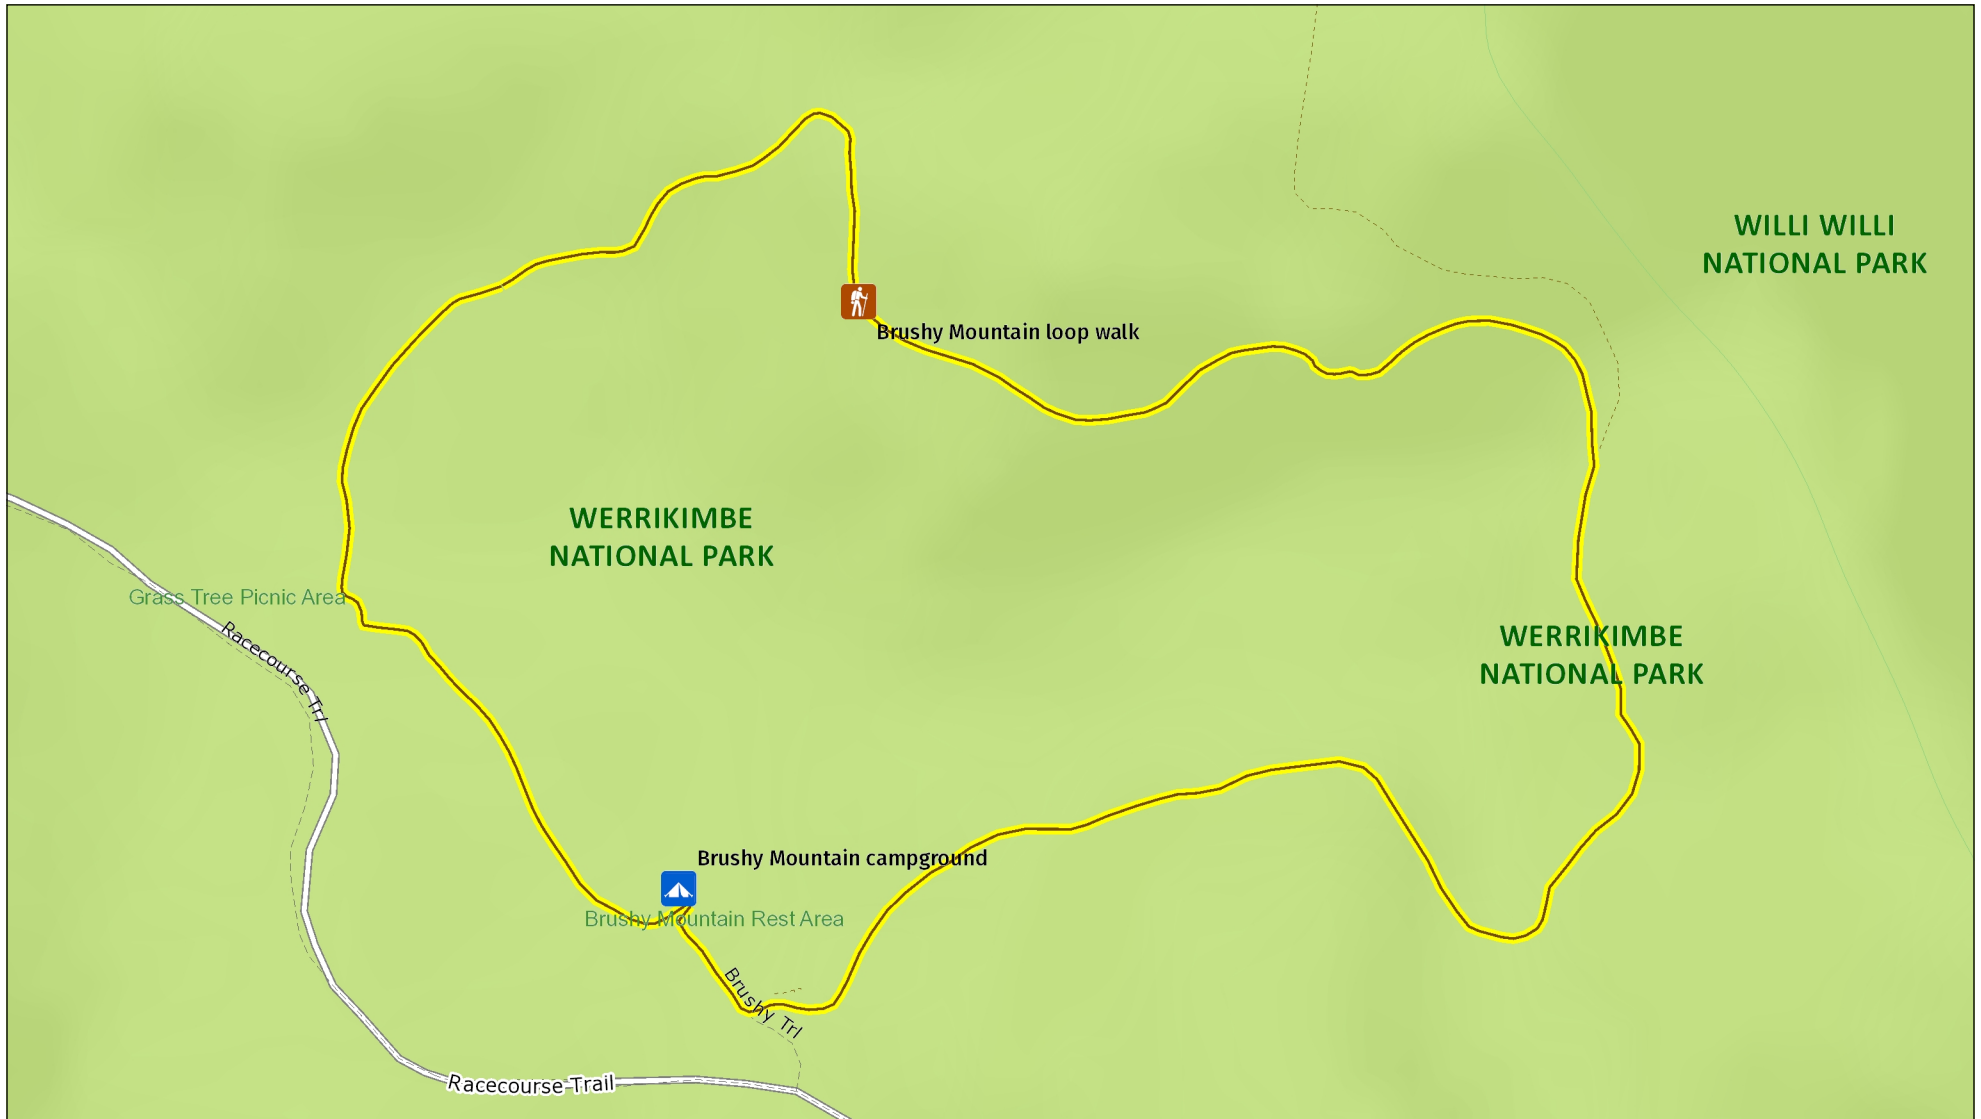 WILLI WILLI
NATIONAL PARK
Brushy Mountain loop walk
WERRIKIMBE
NATIONAL PARK
Grass Tree Picnic Area
Racecourse Trl
WERRIKIMBE
NATIONAL PARK
Brushy Mountain campground
Brushy Mountain Rest Area
Brushy Trl
Racecourse Trail